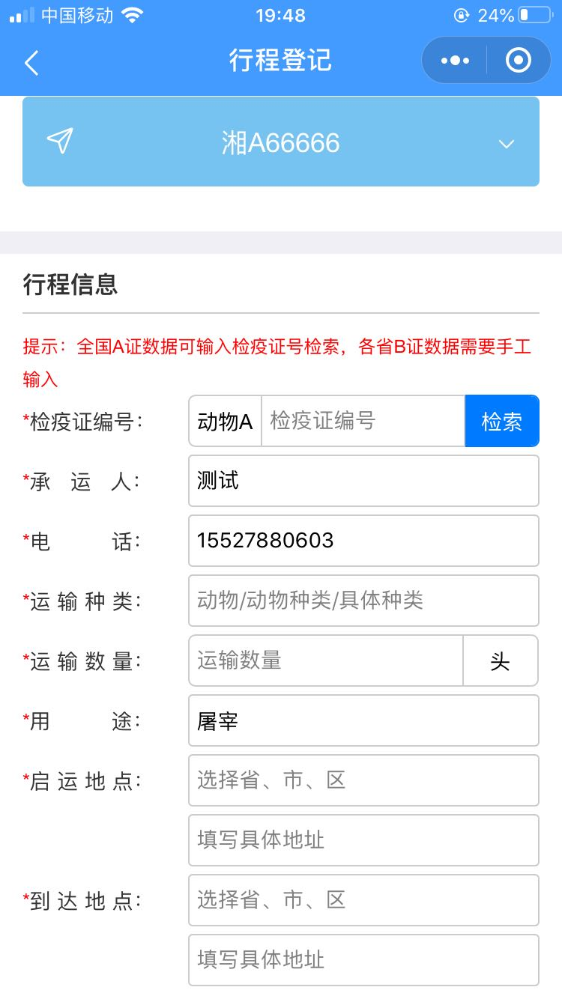 中国移动 19:48 24%
行程登记
湘A66666
行程信息
提示：全国A证数据可输入检疫证号检索，各省B证数据需要手工
输入
*检疫证编号： 动物A 检疫证编号 检索
*承运人： 测试
*电话： 15527880603
*运输种类： 动物/动物种类/具体种类
*运输数量： 运输数量 头
*用途： 屠宰
*启运地点： 选择省、市、区
填写具体地址
*到达地点： 选择省、市、区
填写具体地址